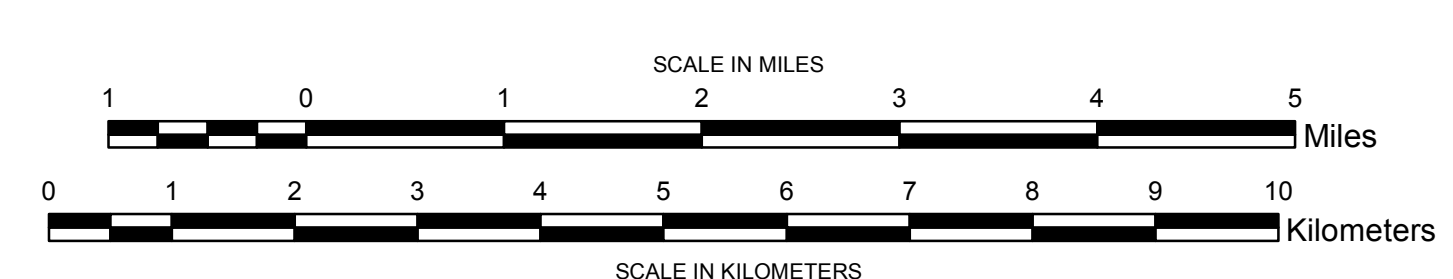 SCALE IN MILES
1 0 1 2 3 4 5
Miles
0 1 2 3 4 5 6 7 8 9 10
Kilometers
SCALE IN KILOMETERS